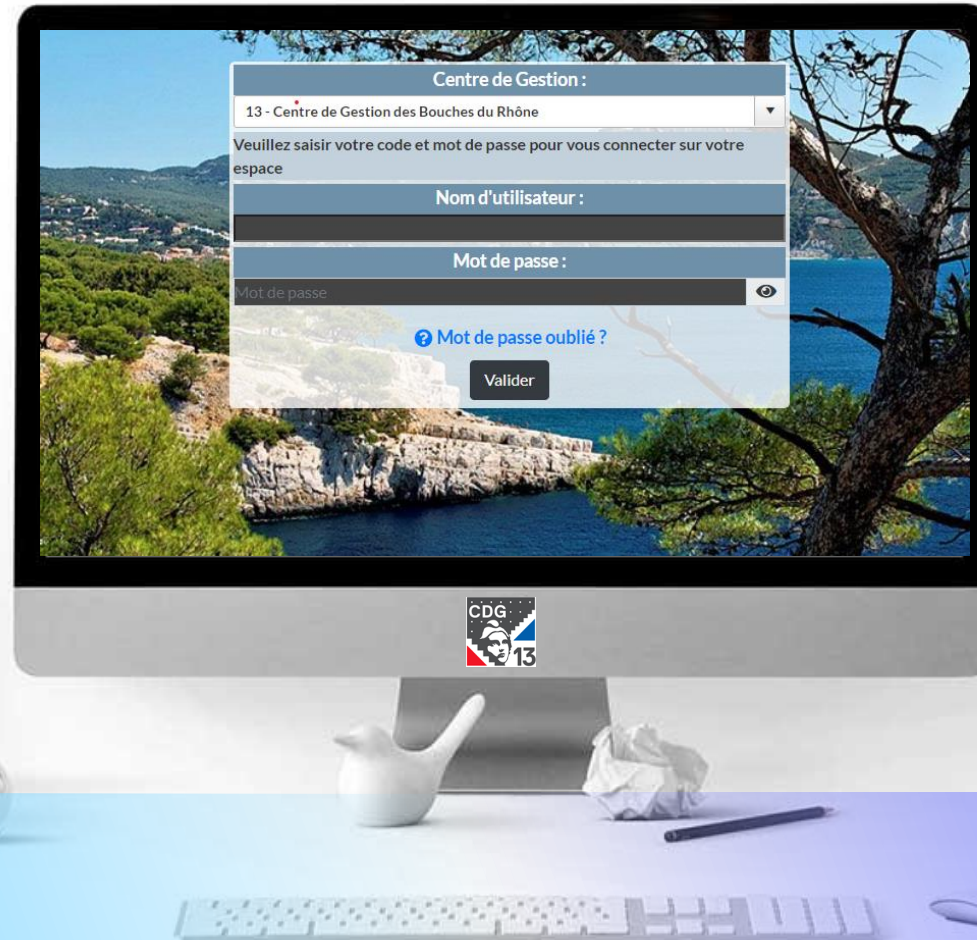 Centre de Gestion :
13 - Centre de Gestion des Bouches du Rhône
Veuillez saisir votre code et mot de passe pour vous connecter sur votre
espace
Nom d'utilisateur :
Mot de passe :
Mot de passe
Mot de passe oublié ?
Valider
CDG
13